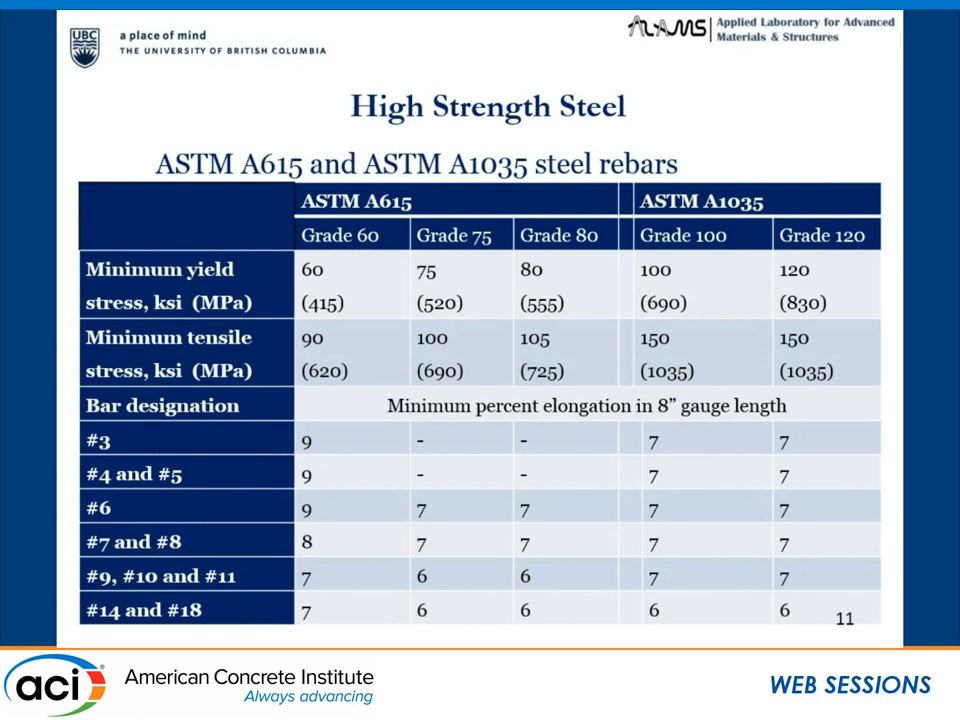 UBC
a place of mind
THE UNIVERSITY OF BRITISH COLUMBIA
ALAMS
Applied Laboratory for Advanced
Materials & Structures
High Strength Steel
ASTM A615 and ASTM A1035 steel rebars
ASTM A615 ASTM A1035
Grade 60 Grade 75 Grade 80 Grade 100 Grade 120
Minimum yield 60 75 80 100 120
stress, ksi (MPa) (415) (520) (555) (690) (830)
Minimum tensile 90 100 105 150 150
stress, ksi (MPa) (620) (690) (725) (1035) (1035)
Bar designation Minimum percent elongation in 8” gauge length
#3 9 - - 7 7
#4 and #5 9 - - 7 7
#6 9 7 7 7 7
#7 and #8 8 7 7 7 7
#9, #10 and #11 7 6 6 7 7
#14 and #18 7 6 6 6 6
11
aci ®
American Concrete Institute
Always advancing
WEB SESSIONS